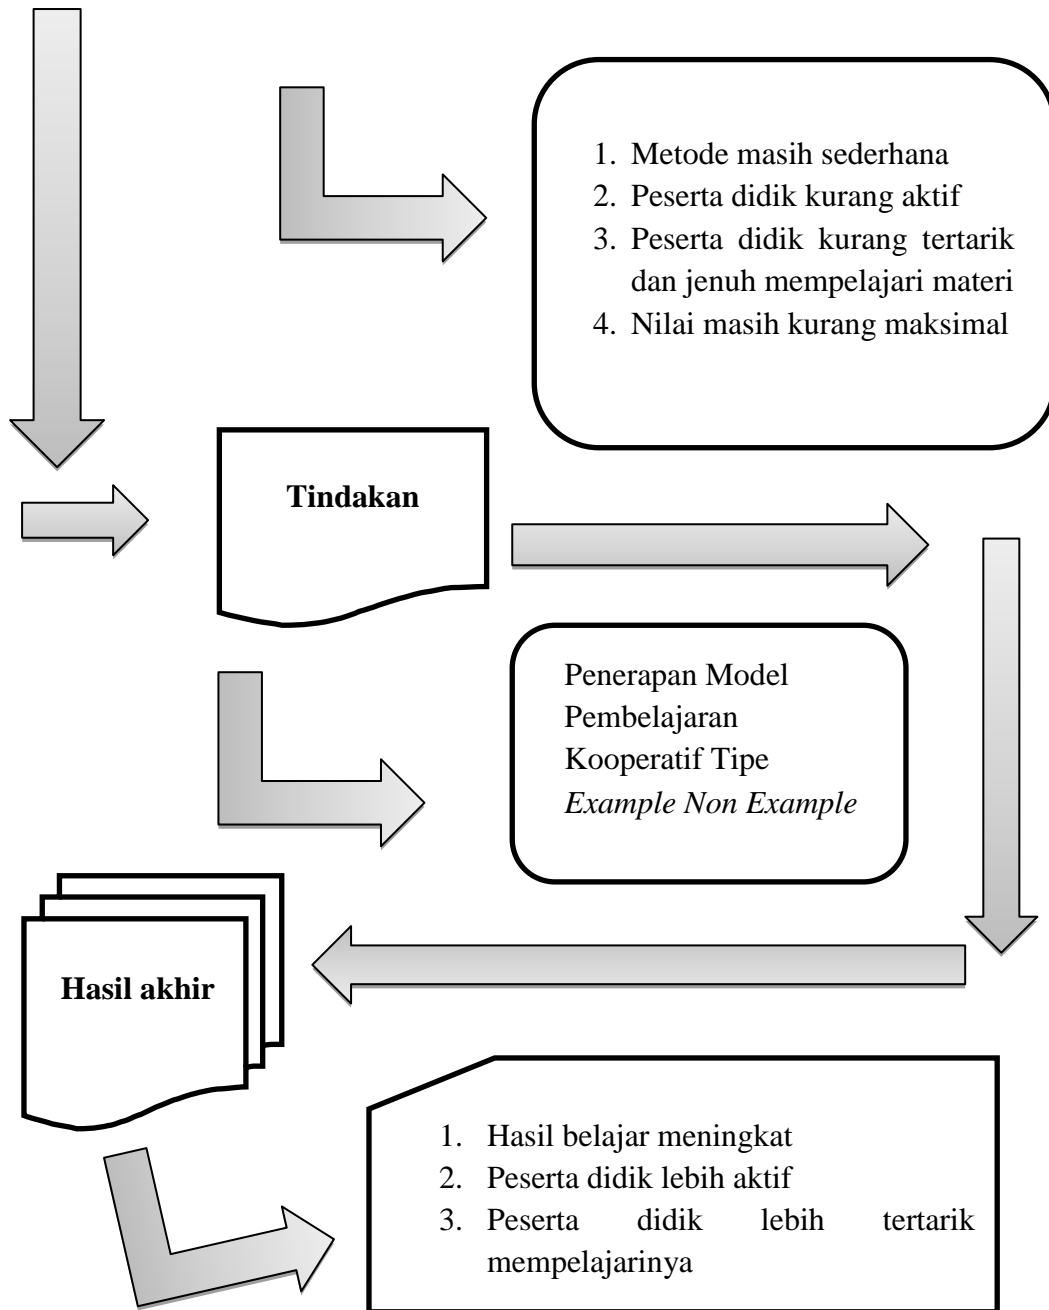 1. Metode masih sederhana
2. Peserta didik kurang aktif
3. Peserta didik kurang tertarik
dan jenuh mempelajari materi
4. Nilai masih kurang maksimal
Tindakan
Penerapan Model
Pembelajaran
Kooperatif Tipe
Example Non Example
Hasil akhir
1. Hasil belajar meningkat
2. Peserta didik lebih aktif
3. Peserta didik lebih tertarik
mempelajarinya